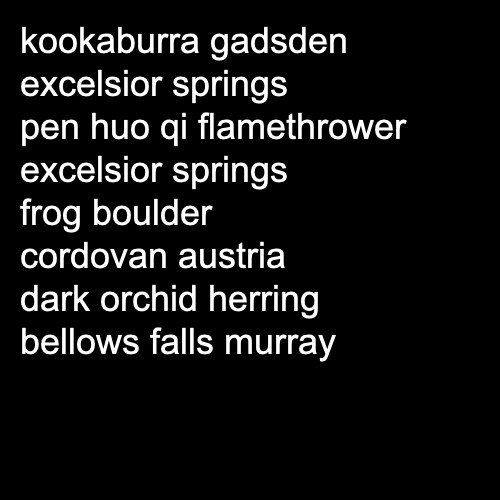 kookaburra gadsden
excelsior springs
pen huo qi flamethrower
excelsior springs
frog boulder
cordovan austria
dark orchid herring
bellows falls murray